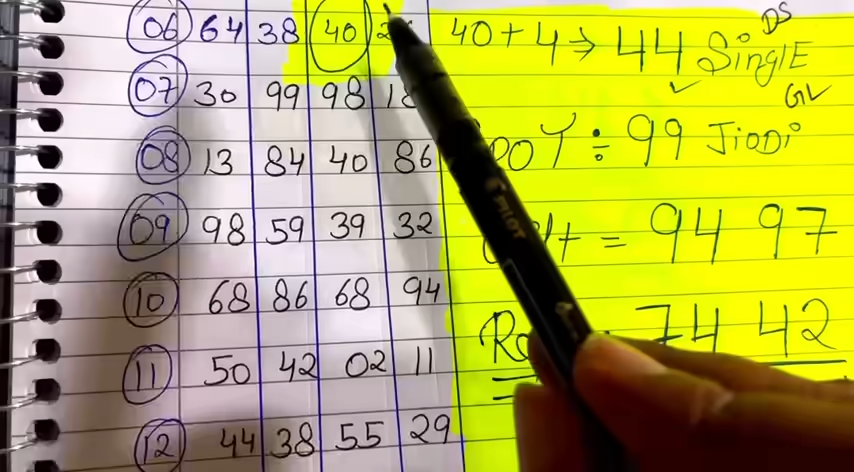 06 64 38 40
40 + 4 → 44 SinglE DS
07 30 99 98 18
GL
÷ 99 JioDi
08 13 84 40 86
09 98 59 39 32
= 94 97
10 68 86 68 94
74 42
11 50 42 02 11
12 44 38 55 29
PILOT